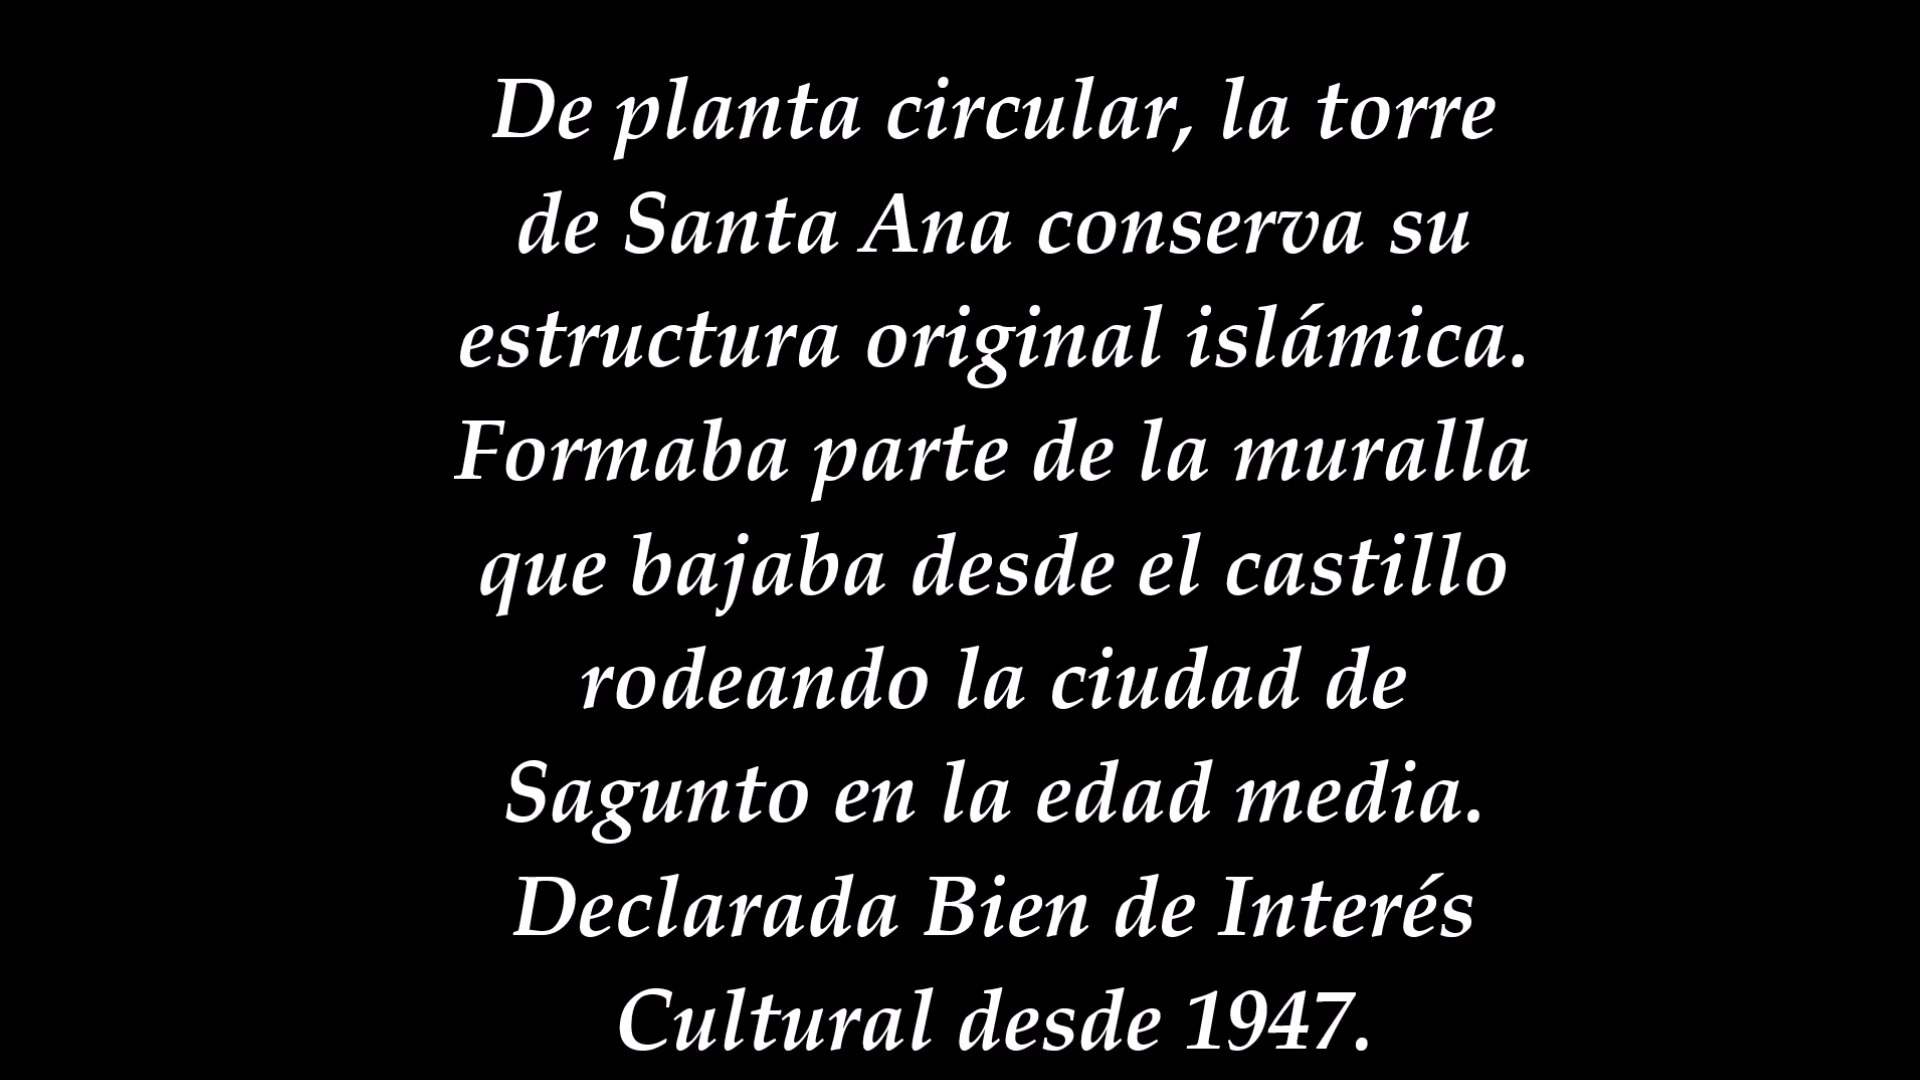 De planta circular, la torre
de Santa Ana conserva su
estructura original islámica.
Formaba parte de la muralla
que bajaba desde el castillo
rodeando la ciudad de
Sagunto en la edad media.
Declarada Bien de Interés
Cultural desde 1947.